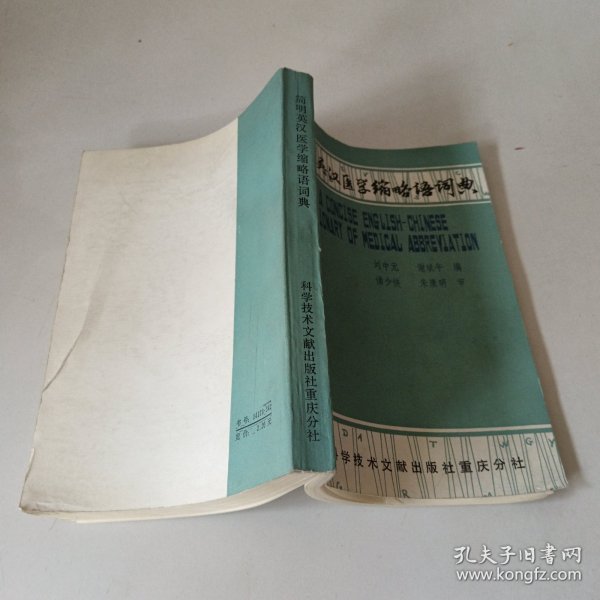 简明英汉医学缩略语词典
科学技术文献出版社重庆分社
英汉医学缩略语词典
CONCISE ENGLISH-CHINESE
IONARY OF MEDICAL ABBREVIATION
编
审
D A T W G Y
学技术文献出版社重庆分社
孔夫子旧书网
www.kongfz.com